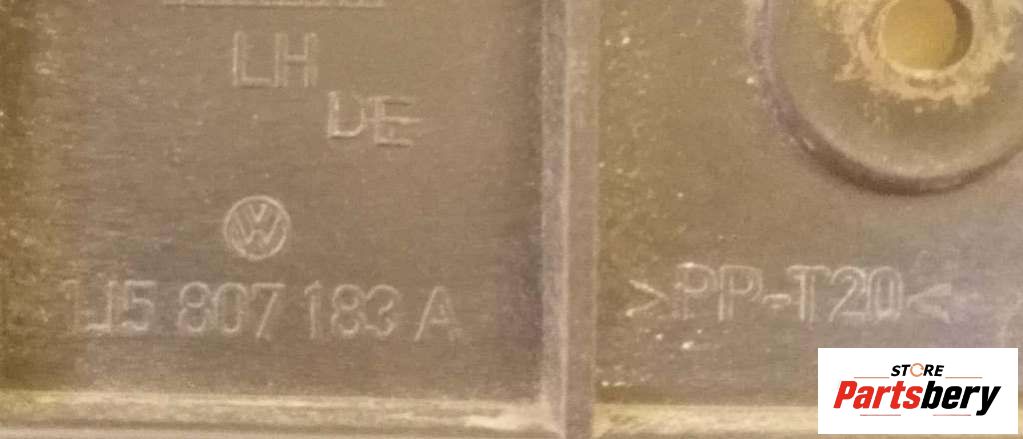 LH
DE
1J5 807 183 A
>PP-T20<
STORE
Partsbery